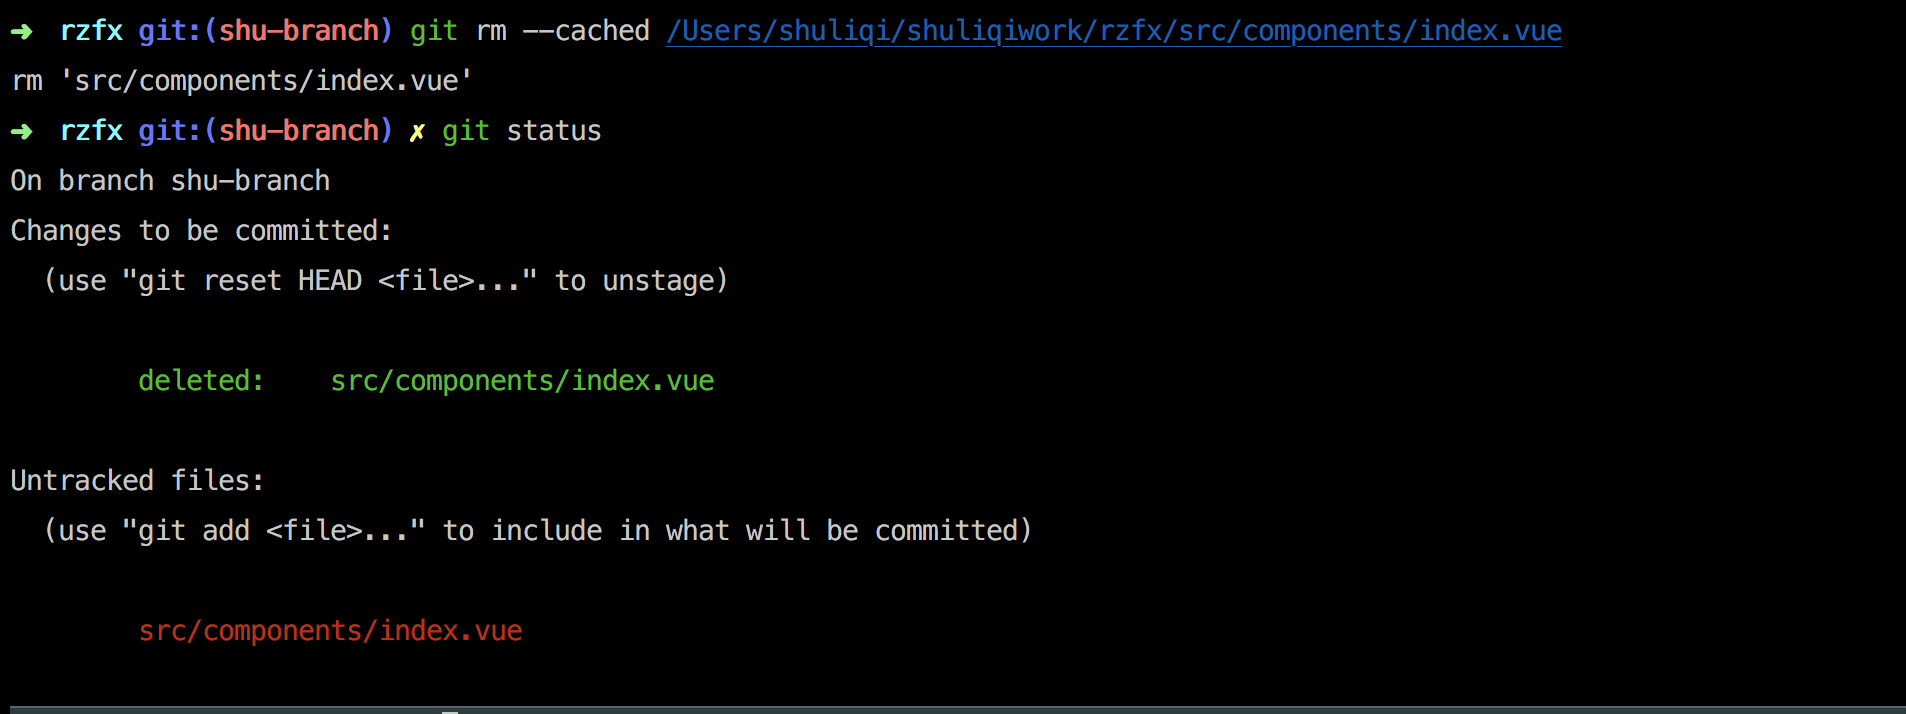 ➜  rzfx git:(shu-branch) git rm --cached /Users/shuliqi/shuliqiwork/rzfx/src/components/index.vue
rm 'src/components/index.vue'
➜  rzfx git:(shu-branch) ✗ git status
On branch shu-branch
Changes to be committed:
  (use "git reset HEAD <file>..." to unstage)
        deleted:    src/components/index.vue
Untracked files:
  (use "git add <file>..." to include in what will be committed)
        src/components/index.vue